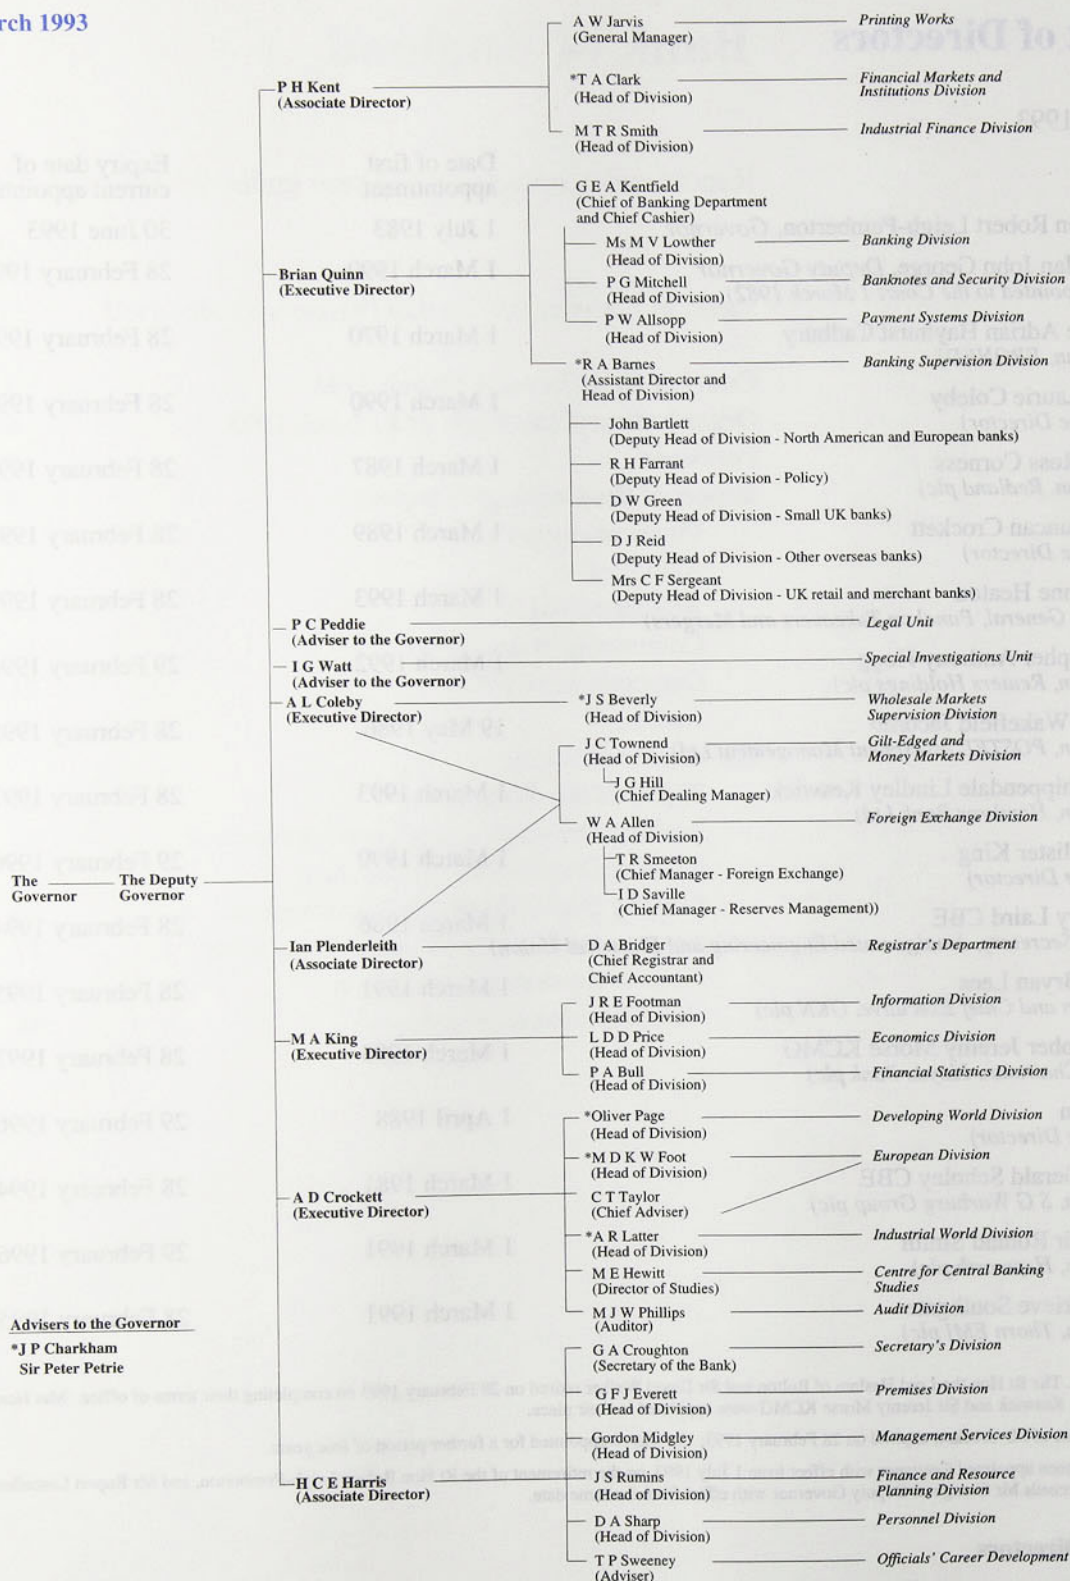 rch 1993
A W Jarvis
(General Manager)
Printing Works
P H Kent
(Associate Director)
*T A Clark
(Head of Division)
Financial Markets and
Institutions Division
M T R Smith
(Head of Division)
Industrial Finance Division
Brian Quinn
(Executive Director)
G E A Kentfield
(Chief of Banking Department
and Chief Cashier)
Ms M V Lowther
(Head of Division)
Banking Division
P G Mitchell
(Head of Division)
Banknotes and Security Division
P W Allsopp
(Head of Division)
Payment Systems Division
*R A Barnes
(Assistant Director and
Head of Division)
Banking Supervision Division
John Bartlett
(Deputy Head of Division - North American and European banks)
R H Farrant
(Deputy Head of Division - Policy)
D W Green
(Deputy Head of Division - Small UK banks)
D J Reid
(Deputy Head of Division - Other overseas banks)
Mrs C F Sergeant
(Deputy Head of Division - UK retail and merchant banks)
P C Peddie
(Adviser to the Governor)
Legal Unit
I G Watt
(Adviser to the Governor)
Special Investigations Unit
A L Coleby
(Executive Director)
*J S Beverly
(Head of Division)
Wholesale Markets
Supervision Division
J C Townend
(Head of Division)
Gilt-Edged and
Money Markets Division
J G Hill
(Chief Dealing Manager)
W A Allen
(Head of Division)
Foreign Exchange Division
T R Smeeton
(Chief Manager - Foreign Exchange)
I D Saville
(Chief Manager - Reserves Management))
The
Governor
The Deputy
Governor
Ian Plenderleith
(Associate Director)
D A Bridger
(Chief Registrar and
Chief Accountant)
Registrar's Department
M A King
(Executive Director)
J R E Footman
(Head of Division)
Information Division
L D D Price
(Head of Division)
Economics Division
P A Bull
(Head of Division)
Financial Statistics Division
A D Crockett
(Executive Director)
*Oliver Page
(Head of Division)
Developing World Division
*M D K W Foot
(Head of Division)
European Division
C T Taylor
(Chief Adviser)
*A R Latter
(Head of Division)
Industrial World Division
M E Hewitt
(Director of Studies)
Centre for Central Banking
Studies
M J W Phillips
(Auditor)
Audit Division
Advisers to the Governor
*J P Charkham
Sir Peter Petrie
H C E Harris
(Associate Director)
G A Croughton
(Secretary of the Bank)
Secretary's Division
G F J Everett
(Head of Division)
Premises Division
Gordon Midgley
(Head of Division)
Management Services Division
J S Rumins
(Head of Division)
Finance and Resource
Planning Division
D A Sharp
(Head of Division)
Personnel Division
T P Sweeney
(Adviser)
Officials' Career Development